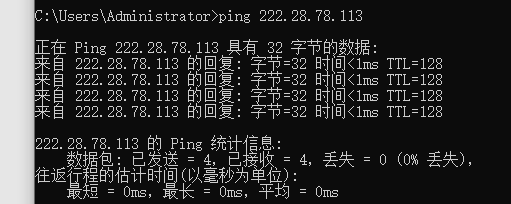 C:\Users\Administrator>ping 222.28.78.113
正在 Ping 222.28.78.113 具有 32 字节的数据:
来自 222.28.78.113 的回复: 字节=32 时间<1ms TTL=128
来自 222.28.78.113 的回复: 字节=32 时间<1ms TTL=128
来自 222.28.78.113 的回复: 字节=32 时间<1ms TTL=128
来自 222.28.78.113 的回复: 字节=32 时间<1ms TTL=128
222.28.78.113 的 Ping 统计信息:
数据包: 已发送 = 4, 已接收 = 4, 丢失 = 0 (0% 丢失),
往返行程的估计时间(以毫秒为单位):
最短 = 0ms, 最长 = 0ms, 平均 = 0ms